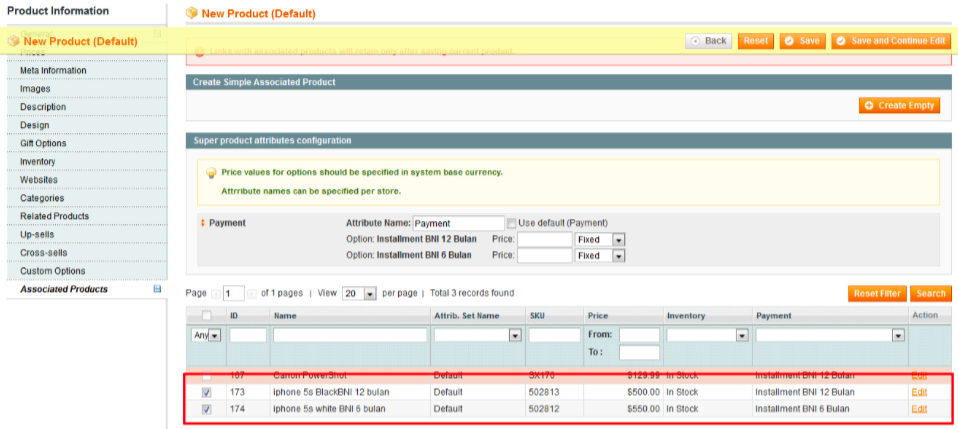 Product Information
General
Prices
Meta Information
Images
Description
Design
Gift Options
Inventory
Websites
Categories
Related Products
Up-sells
Cross-sells
Custom Options
Associated Products
New Product (Default)
New Product (Default)
Back Reset Save Save and Continue Edit
Links with associated products will retain only after saving current product.
Create Simple Associated Product
Create Empty
Super product attributes configuration
Price values for options should be specified in system base currency.
Attrribute names can be specified per store.
Payment Attribute Name: Payment Use default (Payment)
Option: Installment BNI 12 Bulan Price: Fixed
Option: Installment BNI 6 Bulan Price: Fixed
Page 1 of 1 pages | View 20 per page | Total 3 records found Reset Filter Search
ID Name Attrib. Set Name SKU Price Inventory Payment Action
Any From:
To :
167 Canon PowerShot Default SX170 $129.99 In Stock Installment BNI 12 Bulan Edit
173 iphone 5s BlackBNI 12 bulan Default 502813 $500.00 In Stock Installment BNI 12 Bulan Edit
174 iphone 5s white BNI 6 bulan Default 502812 $550.00 In Stock Installment BNI 6 Bulan Edit